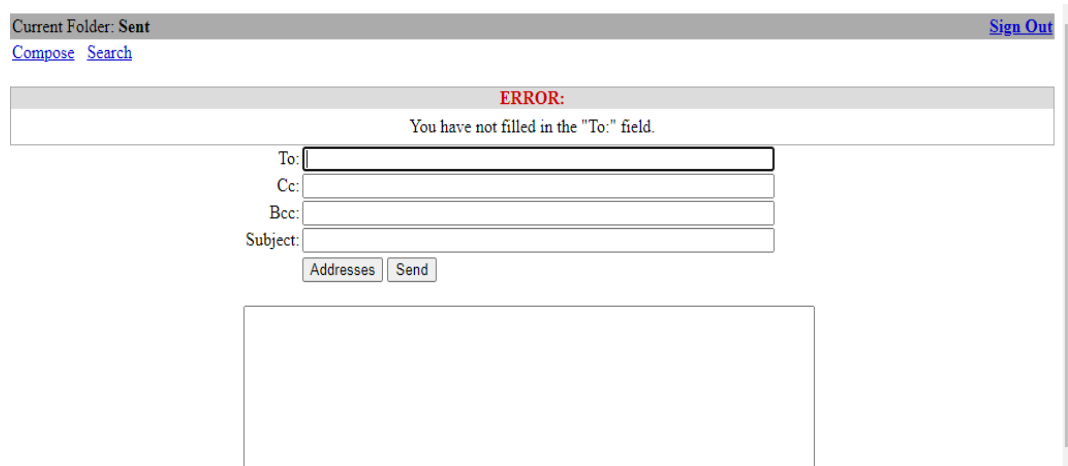 Current Folder: Sent Sign Out
Compose Search
ERROR:
You have not filled in the "To:" field.
To:
Cc:
Bcc:
Subject:
Addresses Send